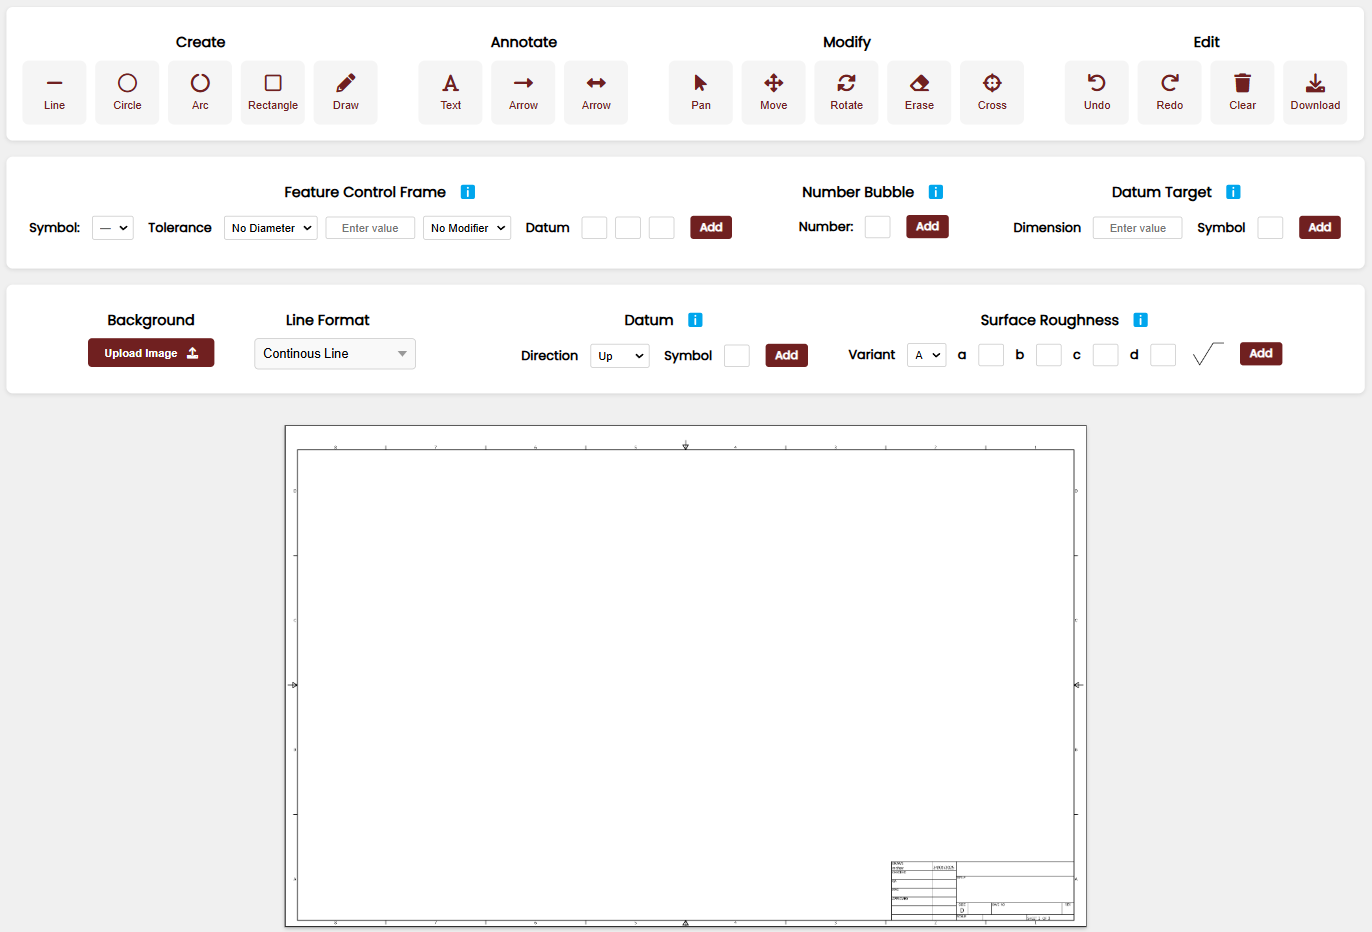 Create Annotate Modify Edit
Line Circle Arc Rectangle Draw Text Arrow Arrow Pan Move Rotate Erase Cross Undo Redo Clear Download
Feature Control Frame i Number Bubble i Datum Target i
Symbol: — Tolerance No Diameter Enter value No Modifier Datum Add Number: Add Dimension Enter value Symbol Add
Background Line Format Datum i Surface Roughness i
Upload Image Continous Line Direction Up Symbol Add Variant A a b c d Add
D